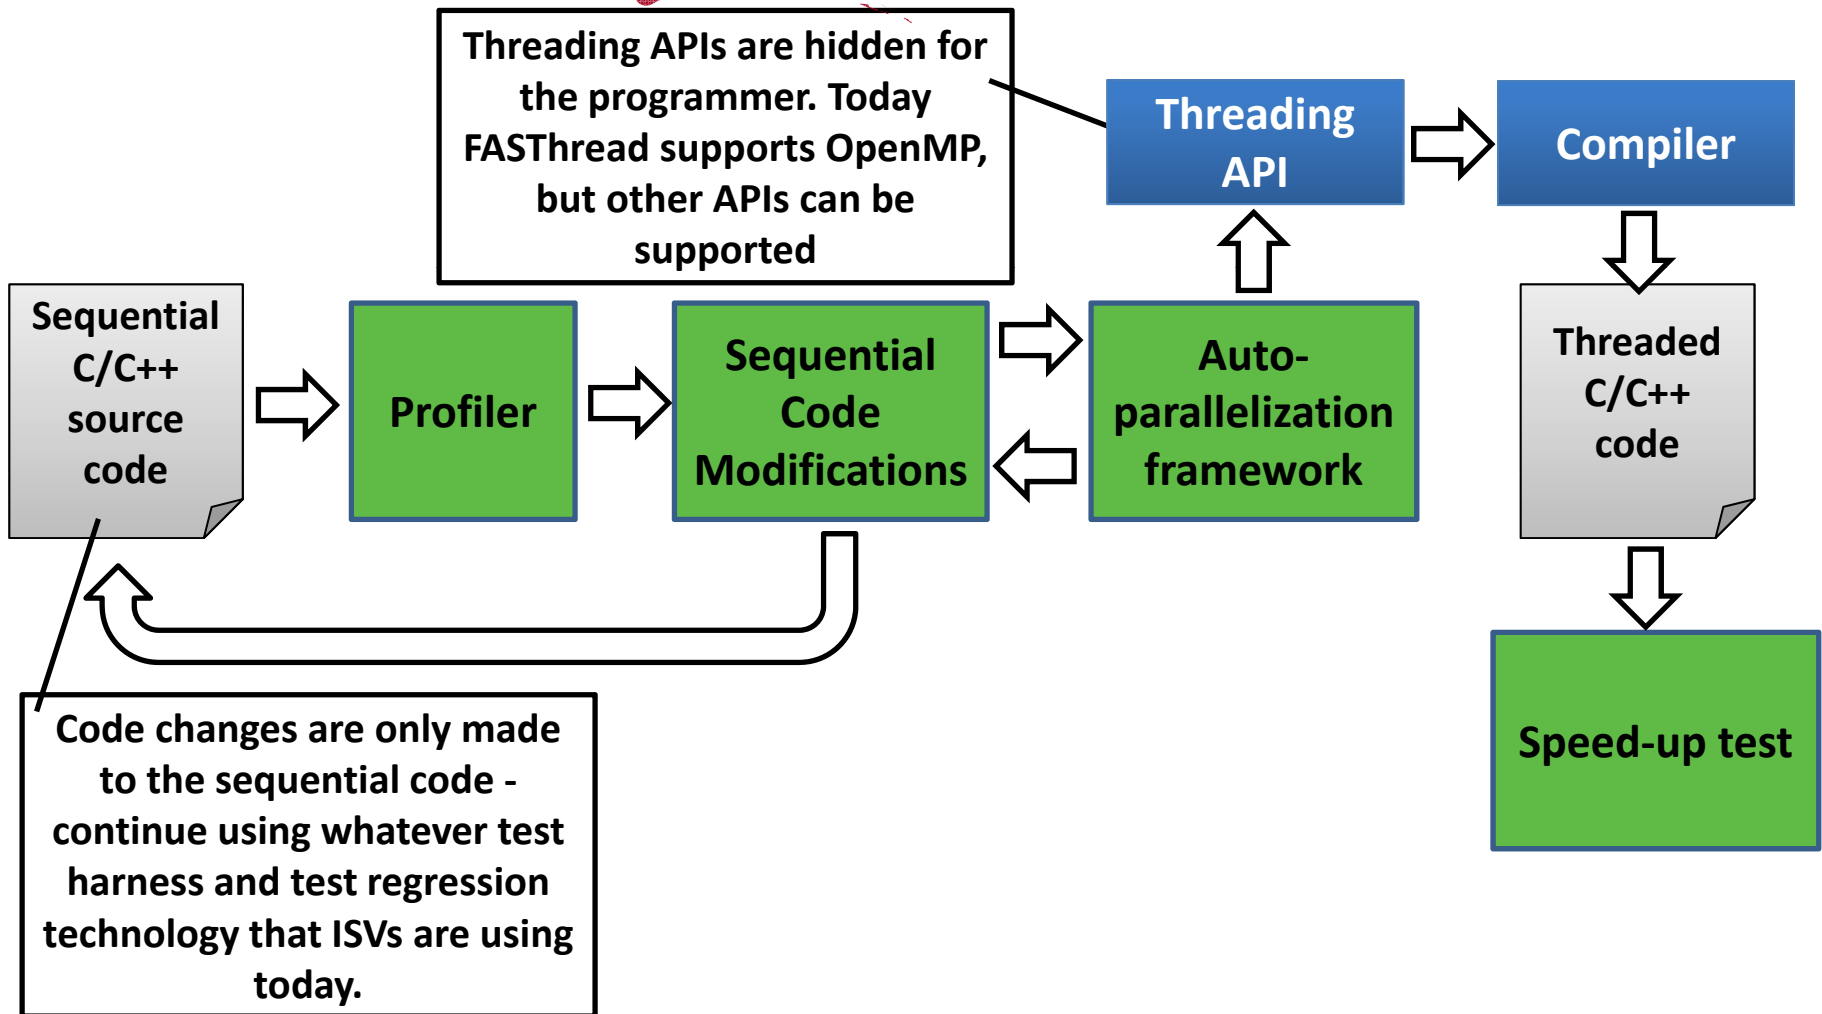 Threading APIs are hidden for
the programmer. Today
FASThread supports OpenMP,
but other APIs can be
supported
Threading
API
Compiler
Sequential
C/C++
source
code
Profiler
Sequential
Code
Modifications
Auto-
parallelization
framework
Threaded
C/C++
code
Speed-up test
Code changes are only made
to the sequential code -
continue using whatever test
harness and test regression
technology that ISVs are using
today.